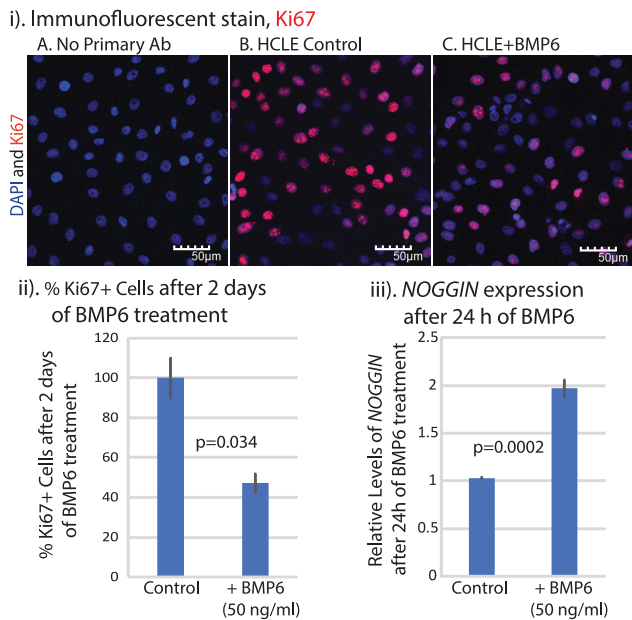 i). Immunofluorescent stain, Ki67
A. No Primary Ab
B. HCLE Control
C. HCLE+BMP6
DAPI and Ki67
50µm
50µm
50µm
ii). % Ki67+ Cells after 2 days
of BMP6 treatment
% Ki67+ Cells after 2 days
of BMP6 treatment
120
100
80
60
40
20
0
p=0.034
Control
+ BMP6
(50 ng/ml)
iii). NOGGIN expression
after 24 h of BMP6
Relative Levels of NOGGIN
after 24h of BMP6 treatment
2.5
2
1.5
1
0.5
0
p=0.0002
Control
+ BMP6
(50 ng/ml)